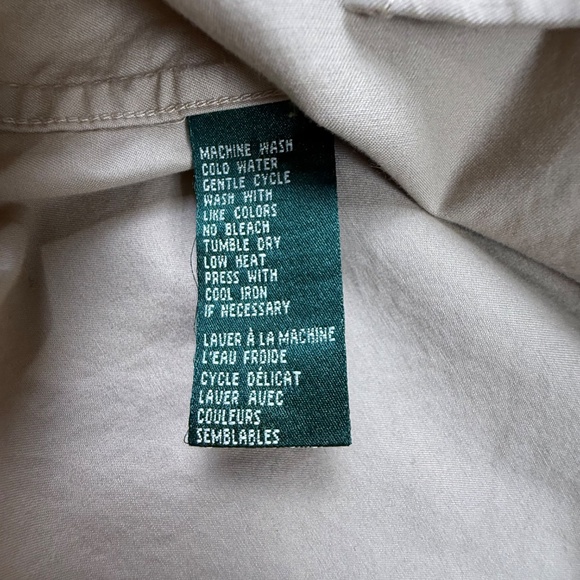 MACHINE WASH
COLD WATER
GENTLE CYCLE
WASH WITH
LIKE COLORS
NO BLEACH
TUMBLE DRY
LOW HEAT
PRESS WITH
COOL IRON
IF NECESSARY
LAVER À LA MACHINE
L'EAU FROIDE
CYCLE DÉLICAT
LAVER AVEC
COULEURS
SEMBLABLES